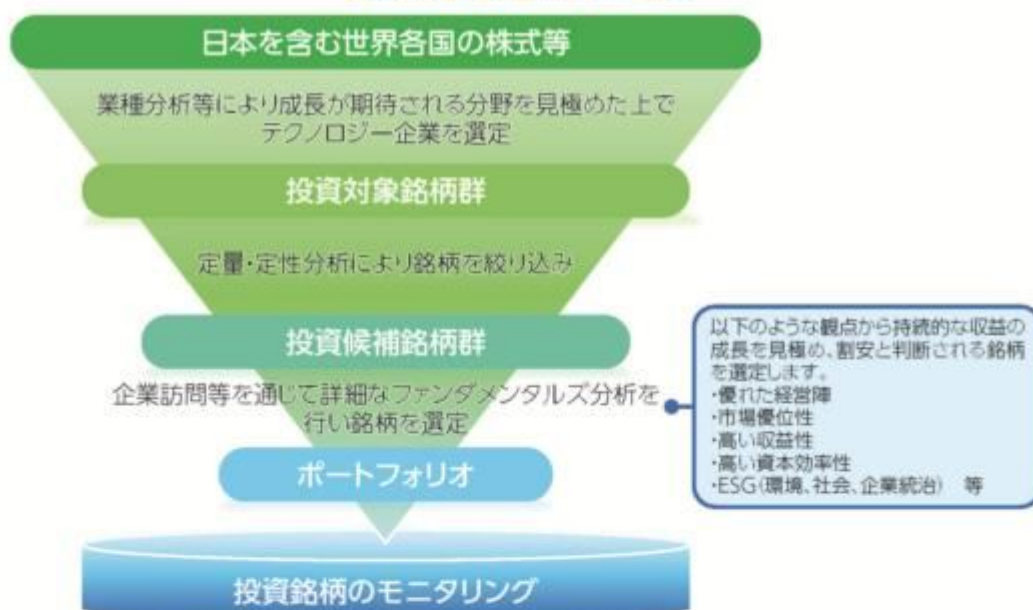 日本を含む世界各国の株式等
業種分析等により成長が期待される分野を見極めた上で
テクノロジー企業を選定
投資対象銘柄群
定量・定性分析により銘柄を絞り込み
投資候補銘柄群
企業訪問等を通じて詳細なファンダメンタルズ分析を
行い銘柄を選定
以下のような観点から持続的な収益の
成長を見極め、割安と判断される銘柄
を選定します。
・優れた経営陣
・市場優位性
・高い収益性
・高い資本効率性
・ESG(環境、社会、企業統治) 等
ポートフォリオ
投資銘柄のモニタリング